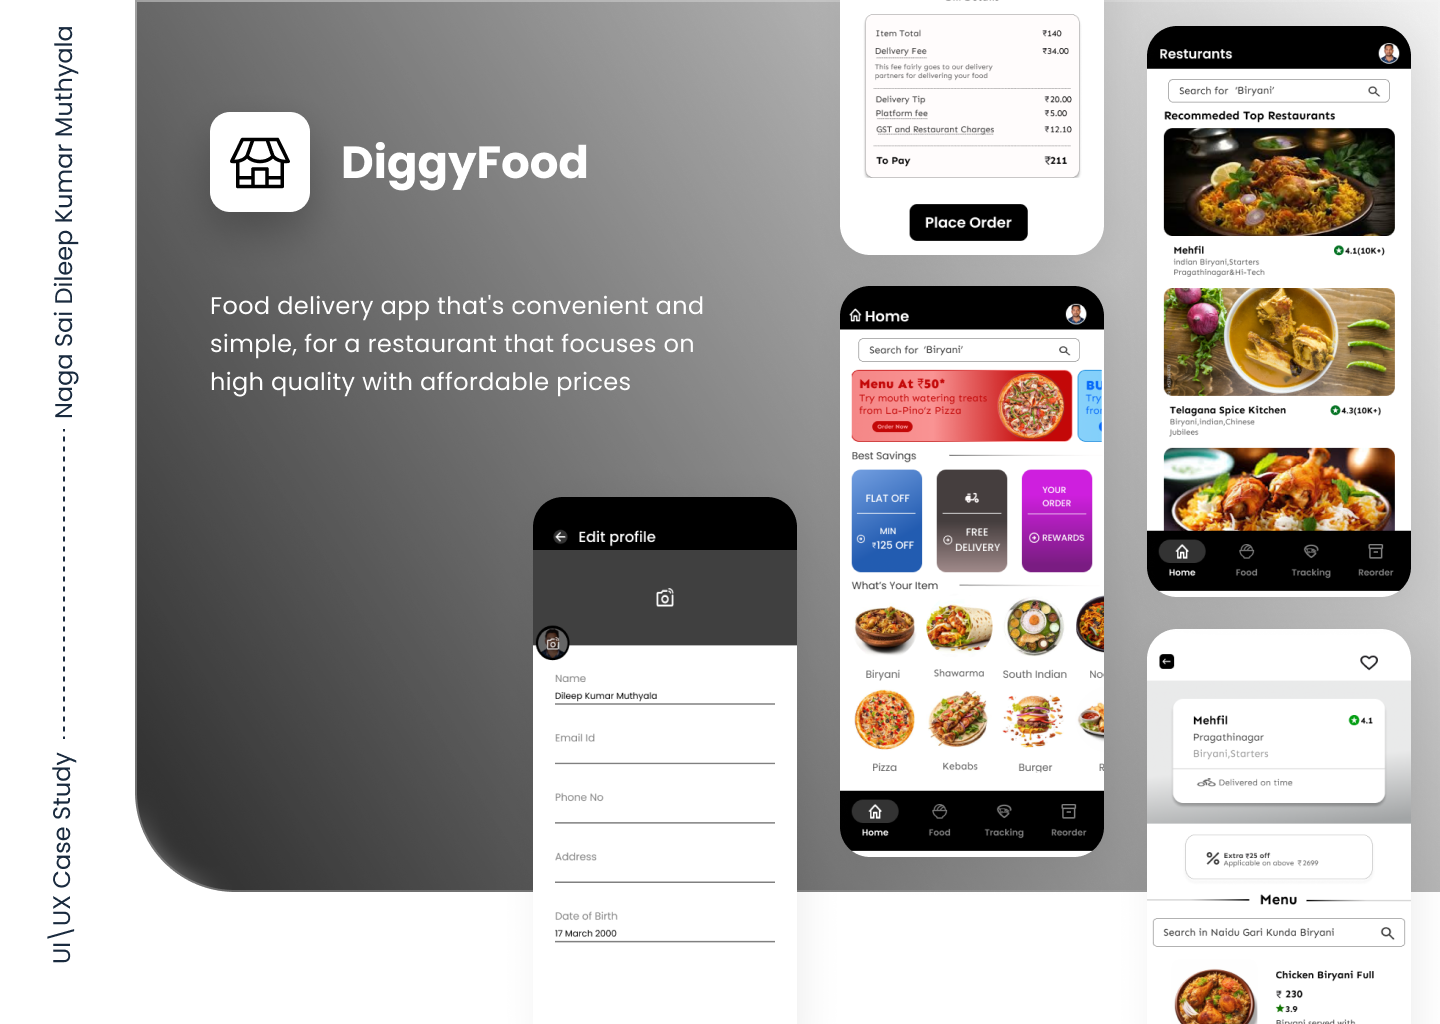 UI\UX Case Study ------------------------ Naga Sai Dileep Kumar Muthyala
DiggyFood
Food delivery app that's convenient and
simple, for a restaurant that focuses on
high quality with affordable prices
Edit profile
Name
Dileep Kumar Muthyala
Email Id
Phone No
Address
Date of Birth
17 March 2000
Item Total ₹140
Delivery Fee ₹34.00
This fee fairly goes to our delivery
partners for delivering your food
Delivery Tip ₹20.00
Platform fee ₹5.00
GST and Restaurant Charges ₹12.10
To Pay ₹211
Place Order
Home
Search for 'Biryani'
Menu At ₹50*
Try mouth watering treats
from La-Pino'z Pizza
Order Now
BU
Try
fror
Best Savings
FLAT OFF
MIN
₹125 OFF
FREE
DELIVERY
YOUR
ORDER
REWARDS
What's Your Item
Biryani Shawarma South Indian No
Pizza Kebabs Burger R
Home Food Tracking Reorder
Resturants
Search for 'Biryani'
Recommeded Top Restaurants
Mehfil 4.1(10K+)
indian Biryani,Starters
Pragathinagar&Hi-Tech
Telagana Spice Kitchen 4.3(10K+)
Biryoni,indian,Chinese
Jubilees
Home Food Tracking Reorder
Mehfil 4.1
Pragathinagar
Biryani,Starters
Delivered on time
Extra ₹25 off
Applicable on above ₹2699
Menu
Search in Naidu Gari Kunda Biryani
Chicken Biryani Full
₹ 230
3.9
Biryani served with